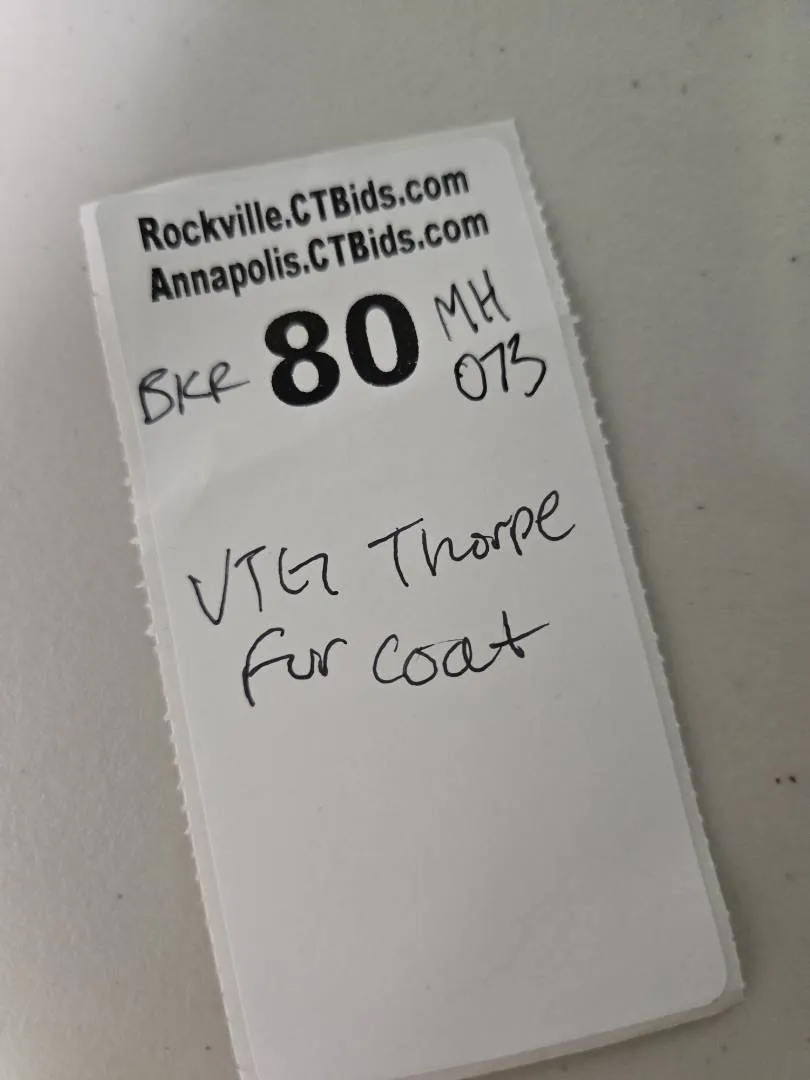 Rockville.CTBids.com
Annapolis.CTBids.com
BKR 80 MH
073
VTG Thorpe
Fur coat